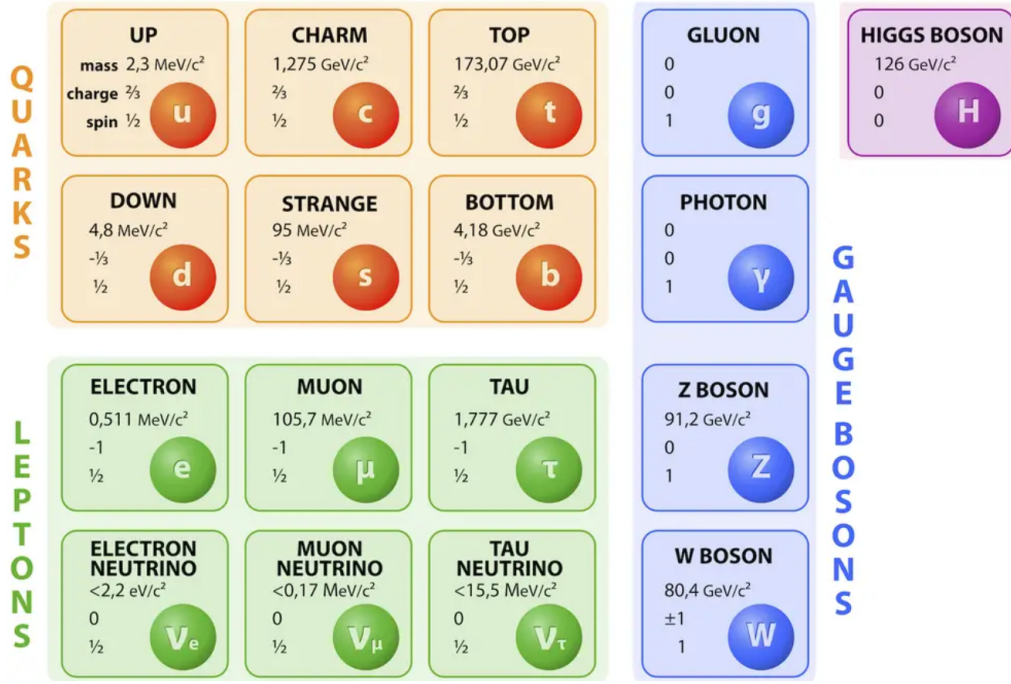 QUARKS
UP
mass 2,3 MeV/c²
charge ⅔
spin ½
u
CHARM
1,275 GeV/c²
⅔
½
c
TOP
173,07 GeV/c²
⅔
½
t
GLUON
0
0
1
g
HIGGS BOSON
126 GeV/c²
0
0
H
DOWN
4,8 MeV/c²
-⅓
½
d
STRANGE
95 MeV/c²
-⅓
½
s
BOTTOM
4,18 GeV/c²
-⅓
½
b
PHOTON
0
0
1
γ
GAUGE BOSONS
LEPTONS
ELECTRON
0,511 MeV/c²
-1
½
e
MUON
105,7 MeV/c²
-1
½
μ
TAU
1,777 GeV/c²
-1
½
τ
Z BOSON
91,2 GeV/c²
0
1
Z
ELECTRON
NEUTRINO
<2,2 eV/c²
0
½
νe
MUON
NEUTRINO
<0,17 MeV/c²
0
½
νμ
TAU
NEUTRINO
<15,5 MeV/c²
0
½
ντ
W BOSON
80,4 GeV/c²
±1
1
W